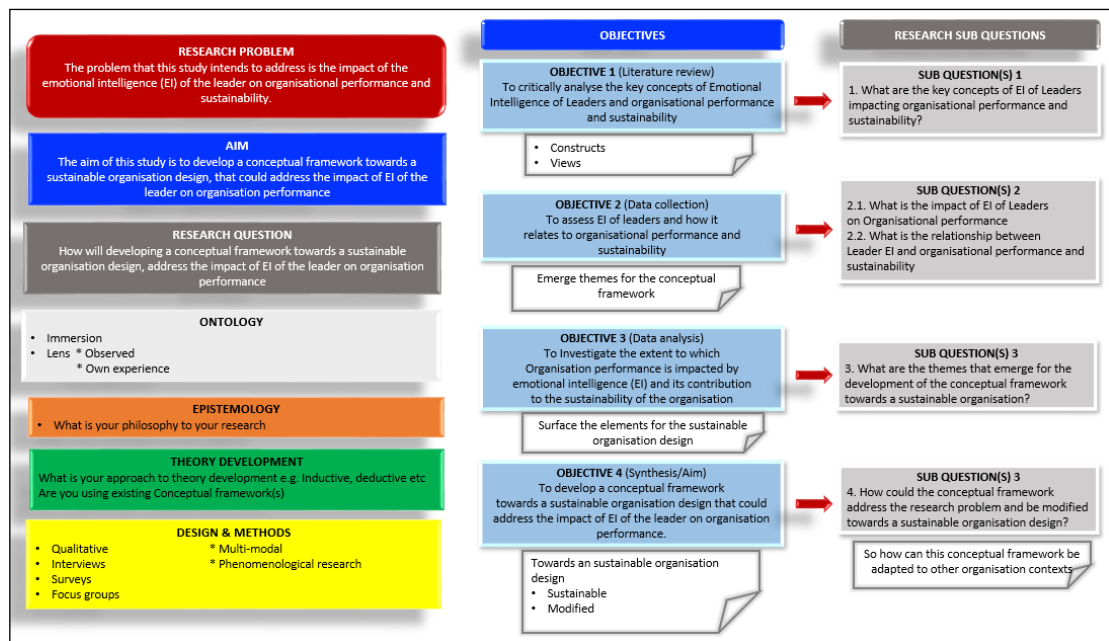 RESEARCH PROBLEM
The problem that this study intends to address is the impact of the
emotional intelligence (EI) of the leader on organisational performance and
sustainability.
AIM
The aim of this study is to develop a conceptual framework towards a
sustainable organisation design, that could address the impact of EI of
the leader on organisation performance
RESEARCH QUESTION
How will developing a conceptual framework towards a sustainable
organisation design, address the impact of EI of the leader on organisation
performance
ONTOLOGY
• Immersion
• Lens * Observed
* Own experience
EPISTEMOLOGY
• What is your philosophy to your research
THEORY DEVELOPMENT
What is your approach to theory development e.g. Inductive, deductive etc
Are you using existing Conceptual framework(s)
DESIGN & METHODS
• Qualitative
• Interviews
• Surveys
• Focus groups
* Multi-modal
* Phenomenological research
OBJECTIVES
OBJECTIVE 1 (Literature review)
To critically analyse the key concepts of Emotional
Intelligence of Leaders and organisational performance
and sustainability
• Constructs
• Views
OBJECTIVE 2 (Data collection)
To assess EI of leaders and how it
relates to organisational performance and
sustainability
Emerge themes for the conceptual
framework
OBJECTIVE 3 (Data analysis)
To Investigate the extent to which
Organisation performance is impacted by
emotional intelligence (EI) and its contribution
to the sustainability of the organisation
Surface the elements for the sustainable
organisation design
OBJECTIVE 4 (Synthesis/Aim)
To develop a conceptual framework
towards a sustainable organisation design that could
address the impact of EI of the leader on organisation
performance.
Towards an sustainable organisation
design
• Sustainable
• Modified
RESEARCH SUB QUESTIONS
SUB QUESTION(S) 1
1. What are the key concepts of EI of Leaders
impacting organisational performance and
sustainability?
SUB QUESTION(S) 2
2.1. What is the impact of EI of Leaders
on Organisational performance
2.2. What is the relationship between
Leader EI and organisational performance and
sustainability
SUB QUESTION(S) 3
3. What are the themes that emerge for the
development of the conceptual framework
towards a sustainable organisation?
SUB QUESTION(S) 3
4. How could the conceptual framework
address the research problem and be modified
towards a sustainable organisation design?
So how can this conceptual framework be
adapted to other organisation contexts